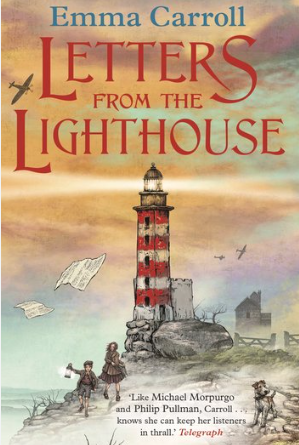 Emma Carroll
LETTERS
FROM THE
LIGHTHOUSE
‘Like Michael Morpurgo
and Philip Pullman, Carroll . . .
knows she can keep her listeners
in thrall.’ Telegraph